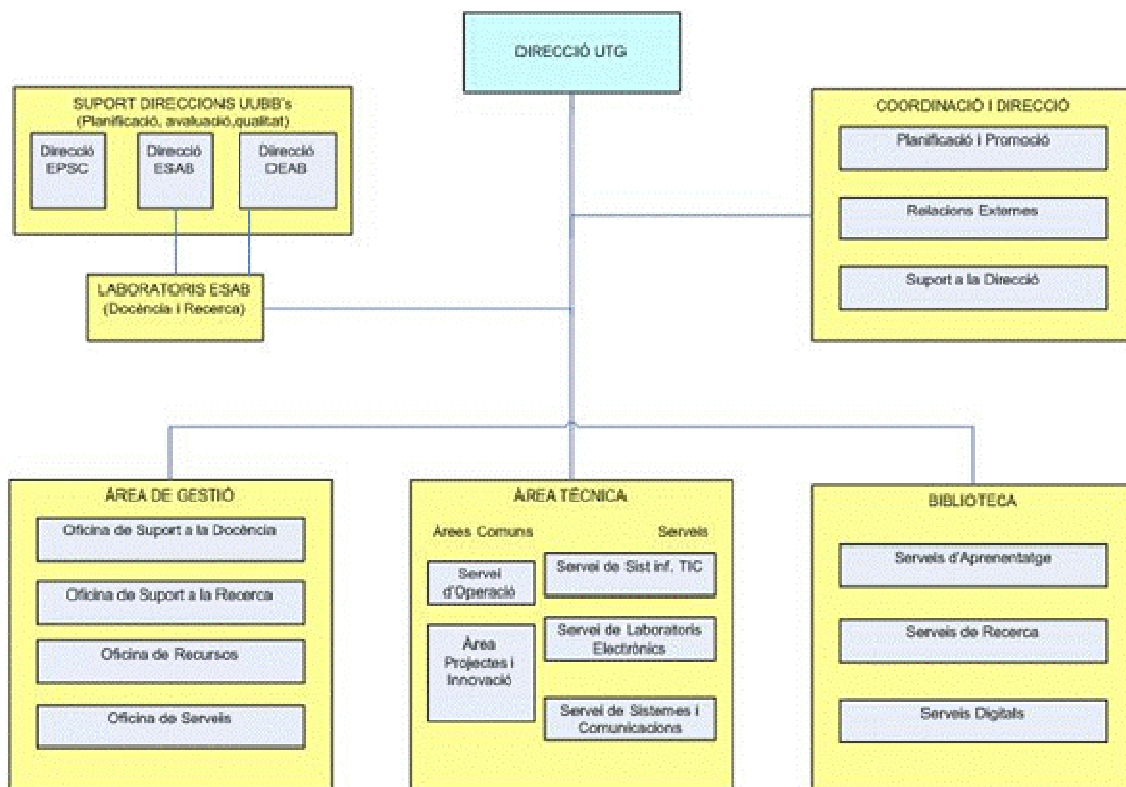 DIRECCIÓ UTG
SUPORT DIRECCIONS UUBB's
(Planificació, avaluació,qualitat)
Direcció
EPSC
Direcció
ESAB
Diirecció
DEAB
LABORATORIS ESAB
(Docència i Recerca)
COORDINACIÓ I DIRECCIÓ
Planificació i Promoció
Relacions Externes
Suport a la Direcció
ÀREA DE GESTIÓ
Oficina de Suport a la Docència
Oficina de Suport a la Recerca
Oficina de Recursos
Oficina de Serveis
ÀREA TÈCNICA
Àrees Comuns
Serveis
Servei
d'Operació
Àrea
Projectes i
Innovació
Servei de Sist inf. TIC
Servei de Laboratoris
Electrònics
Servei de Sistemes i
Comunicacions
BIBLIOTECA
Serveis d'Aprenentatge
Serveis de Recerca
Serveis Digitals